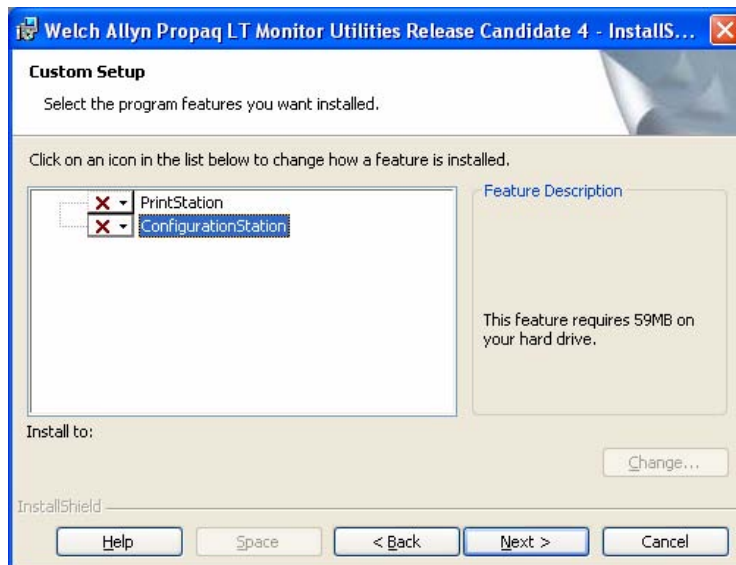 Welch Allyn Propaq LT Monitor Utilities Release Candidate 4 - InstallS...
Custom Setup
Select the program features you want installed.
Click on an icon in the list below to change how a feature is installed.
PrintStation
ConfigurationStation
Feature Description
This feature requires 59MB on
your hard drive.
Install to:
Change...
InstallShield
Help
Space
< Back
Next >
Cancel